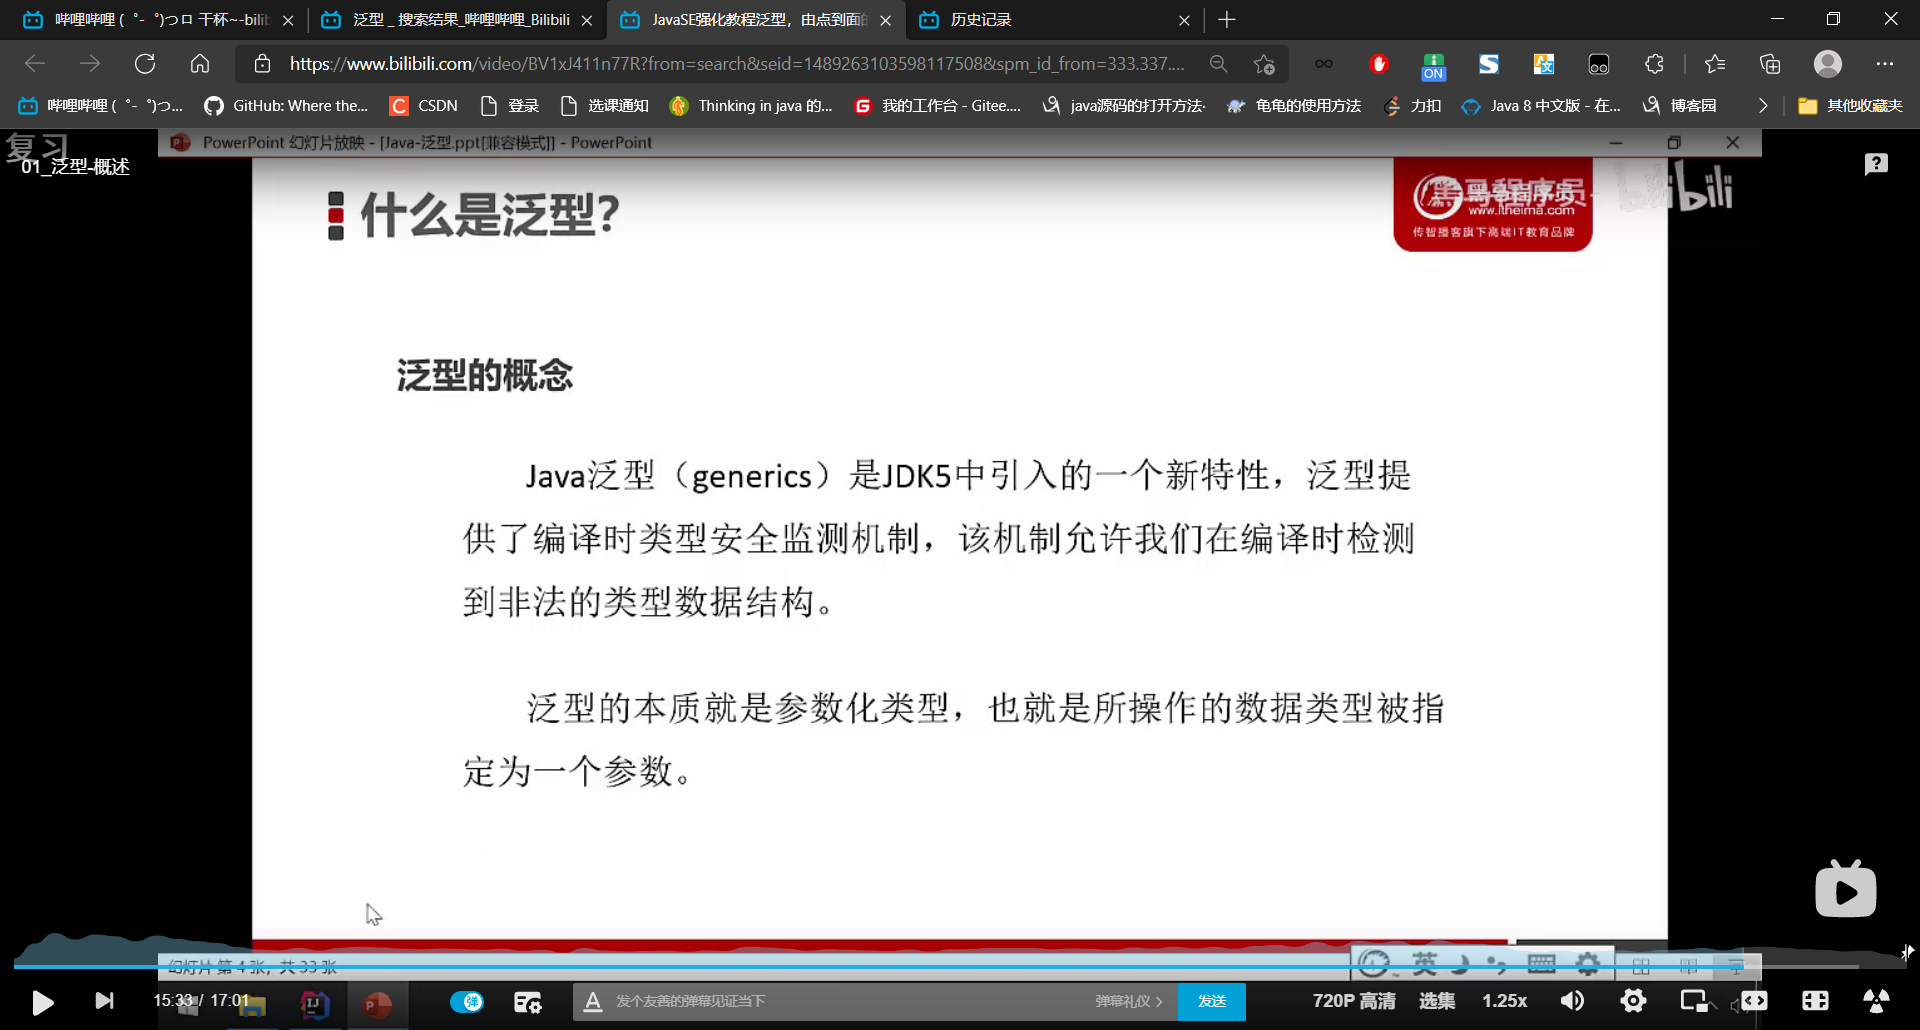 哔哩哔哩 (゜-゜)つロ 干杯~-bilib
泛型_搜索结果_哔哩哔哩_Bilibili
JavaSE强化教程泛型，由点到面的
历史记录
https://www.bilibili.com/video/BV1xJ411n77R?from=search&seid=1489263103598117508&spm_id_from=333.337....
ON
哔哩哔哩 (゜-゜)つ...
GitHub: Where the...
CSDN
登录
选课通知
Thinking in java 的...
我的工作台 - Gitee....
java源码的打开方法·
龟龟的使用方法
力扣
Java 8 中文版 - 在...
博客园
其他收藏夹
复习
PowerPoint 幻灯片放映 - [Java-泛型.ppt[兼容模式]] - PowerPoint
01_泛型-概述
什么是泛型？
黑马程序员
bilibili
www.itheima.com
传智播客旗下高端IT教育品牌
泛型的概念
Java泛型（generics）是JDK5中引入的一个新特性，泛型提
供了编译时类型安全监测机制，该机制允许我们在编译时检测
到非法的类型数据结构。
泛型的本质就是参数化类型，也就是所操作的数据类型被指
定为一个参数。
幻灯片 第 4 张，共 33 张
英
15:33 / 17:01
弹
发个友善的弹幕见证当下
弹幕礼仪 >
发送
720P 高清
选集
1.25x